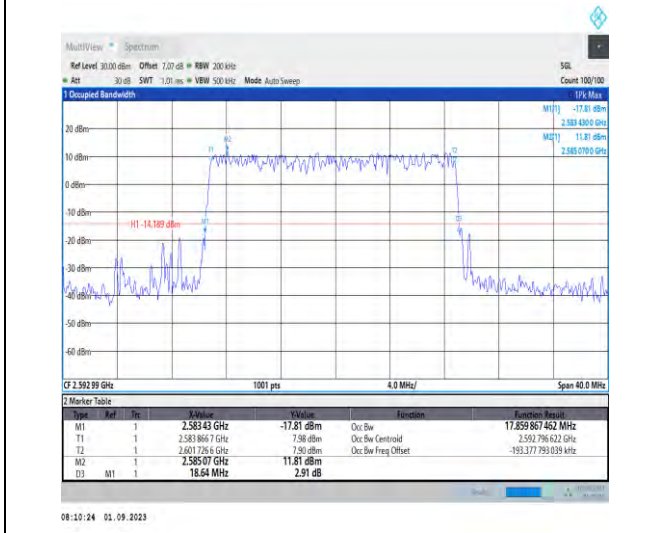 MultiView Spectrum
Ref Level 30.00 dBm Offset 7.07 dB RBW 200 kHz SGL
Att 30 dB SWT 1.01 ms VBW 500 kHz Mode Auto Sweep Count 100/100
1 Occupied Bandwidth 1Pk Max
M1[1] -17.81 dBm
2.583 430 0 GHz
M2[1] 11.81 dBm
2.585 070 0 GHz
20 dBm
M2
T1 T2
10 dBm
0 dBm
-10 dBm
H1 -14.189 dBm M1 D3
-20 dBm
-30 dBm
-40 dBm
-50 dBm
-60 dBm
CF 2.592 99 GHz 1001 pts 4.0 MHz/ Span 40.0 MHz
2 Marker Table
Type Ref Trc X-Value Y-Value Function Function Result
M1 1 2.583 43 GHz -17.81 dBm Occ Bw 17.859 867 462 MHz
T1 1 2.583 866 7 GHz 7.98 dBm Occ Bw Centroid 2.592 796 622 GHz
T2 1 2.601 726 6 GHz 7.90 dBm Occ Bw Freq Offset -193.377 793 039 kHz
M2 1 2.585 07 GHz 11.81 dBm
D3 M1 1 18.64 MHz 2.91 dB
08:10:24 01.09.2023